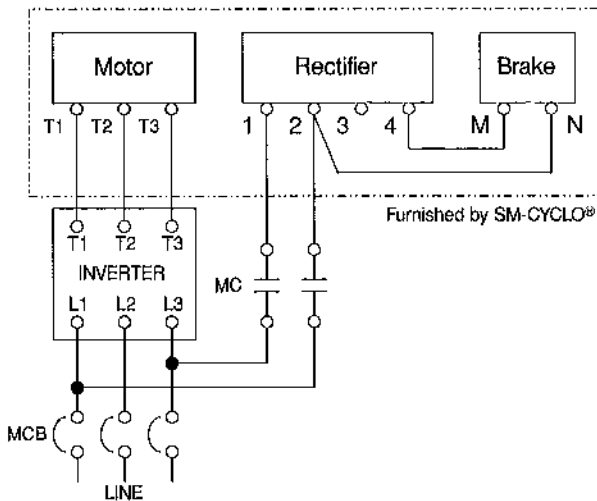 Motor
Rectifier
Brake
T1 T2 T3
1 2 3 4
M N
Furnished by SM-CYCLO®
T1 T2 T3
INVERTER
L1 L2 L3
MC
MCB
LINE